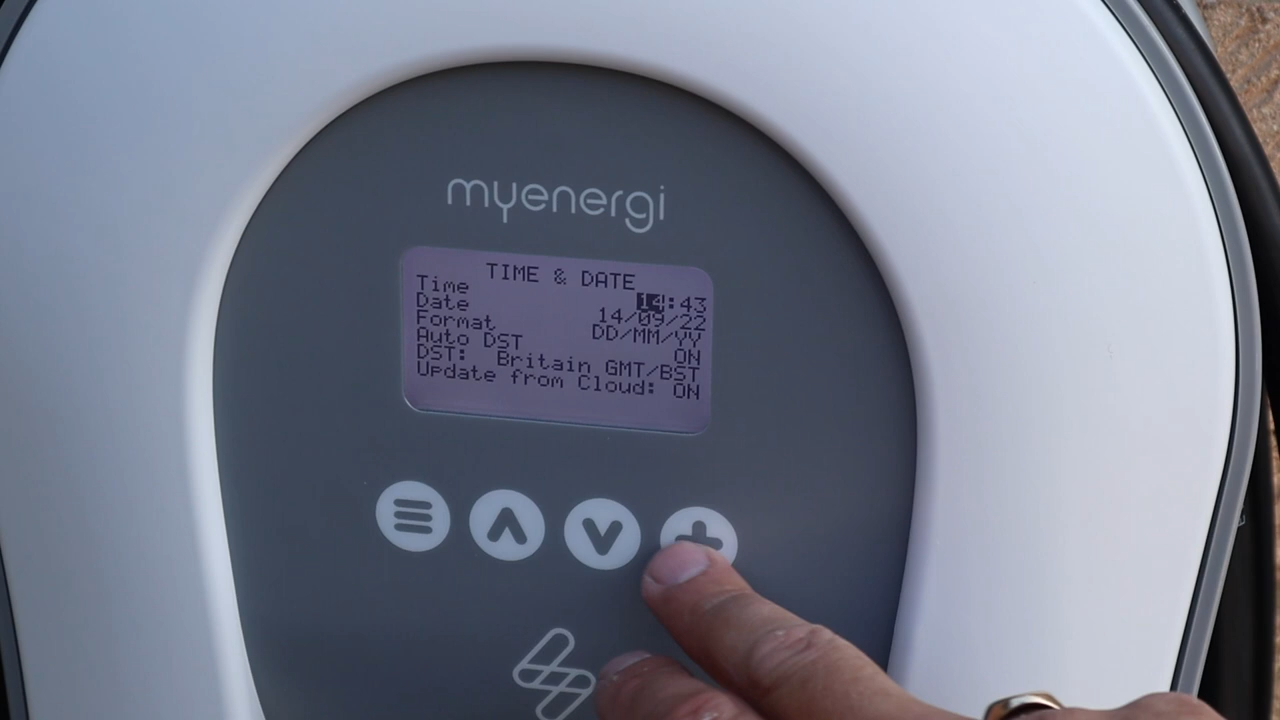 myenergi
TIME & DATE
Time 14:43
Date 14/09/22
Format DD/MM/YY
Auto DST ON
DST: Britain GMT/BST
Update from Cloud: ON